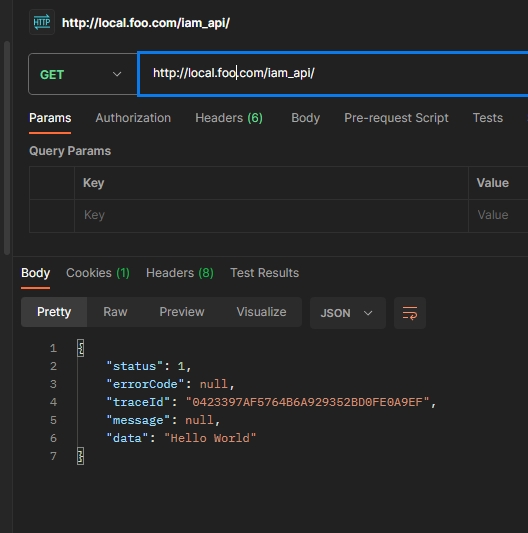 HTTP http://local.foo.com/iam_api/
GET http://local.foo.com/iam_api/
Params Authorization Headers (6) Body Pre-request Script Tests
Query Params
Key Value
Key Value
Body Cookies (1) Headers (8) Test Results
Pretty Raw Preview Visualize JSON
1 {
2 "status": 1,
3 "errorCode": null,
4 "traceId": "0423397AF5764B6A929352BD0FE0A9EF",
5 "message": null,
6 "data": "Hello World"
7 }